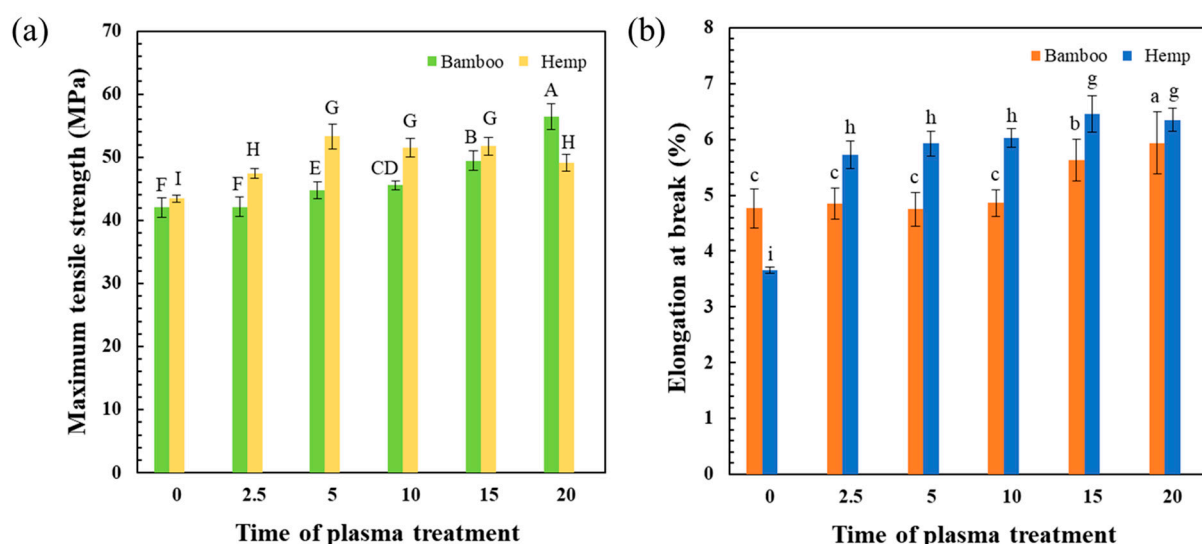 (a)
Maximum tensile strength (MPa)
70
60
50
40
30
20
10
0
Bamboo Hemp
F I
F H
E G
CD G
B G
A H
0 2.5 5 10 15 20
Time of plasma treatment
(b)
Elongation at break (%)
8
7
6
5
4
3
2
1
0
Bamboo Hemp
c i
c h
c h
c h
b g
a g
0 2.5 5 10 15 20
Time of plasma treatment